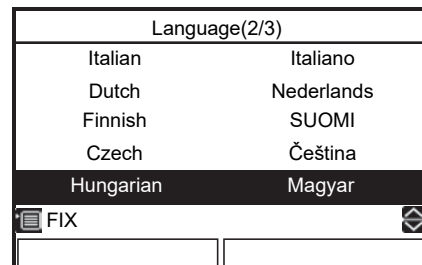 Language(2/3)
Italian Italiano
Dutch Nederlands
Finnish SUOMI
Czech Čeština
Hungarian Magyar
FIX